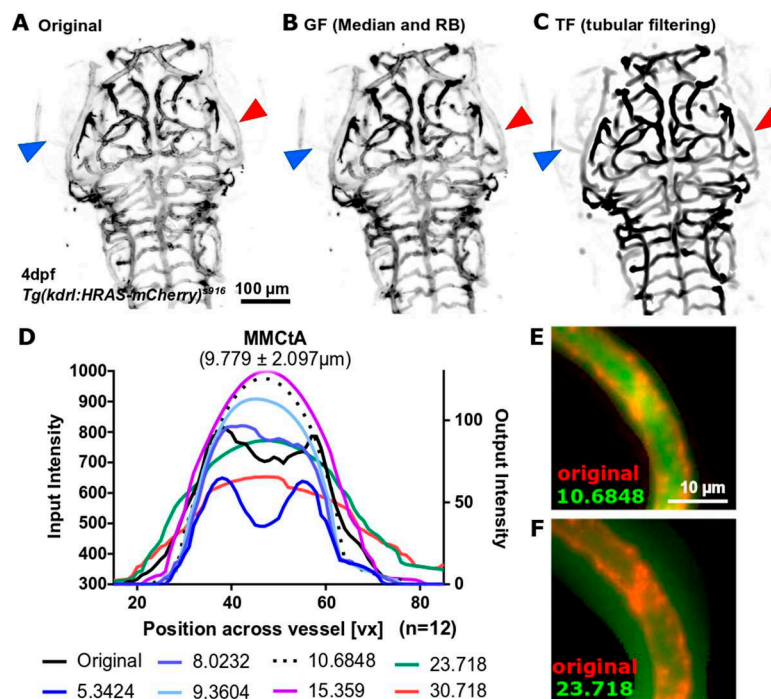 A Original
B GF (Median and RB)
C TF (tubular filtering)
4dpf
Tg(kdrl:HRAS-mCherry)s916
100 µm
D
MMCtA
(9.779 ± 2.097µm)
1000
900
800
700
600
500
400
300
Input Intensity
100
50
0
Output Intensity
20 40 60 80
Position across vessel [vx] (n=12)
Original 8.0232 10.6848 23.718
5.3424 9.3604 15.359 30.718
E
original
10.6848
10 µm
F
original
23.718